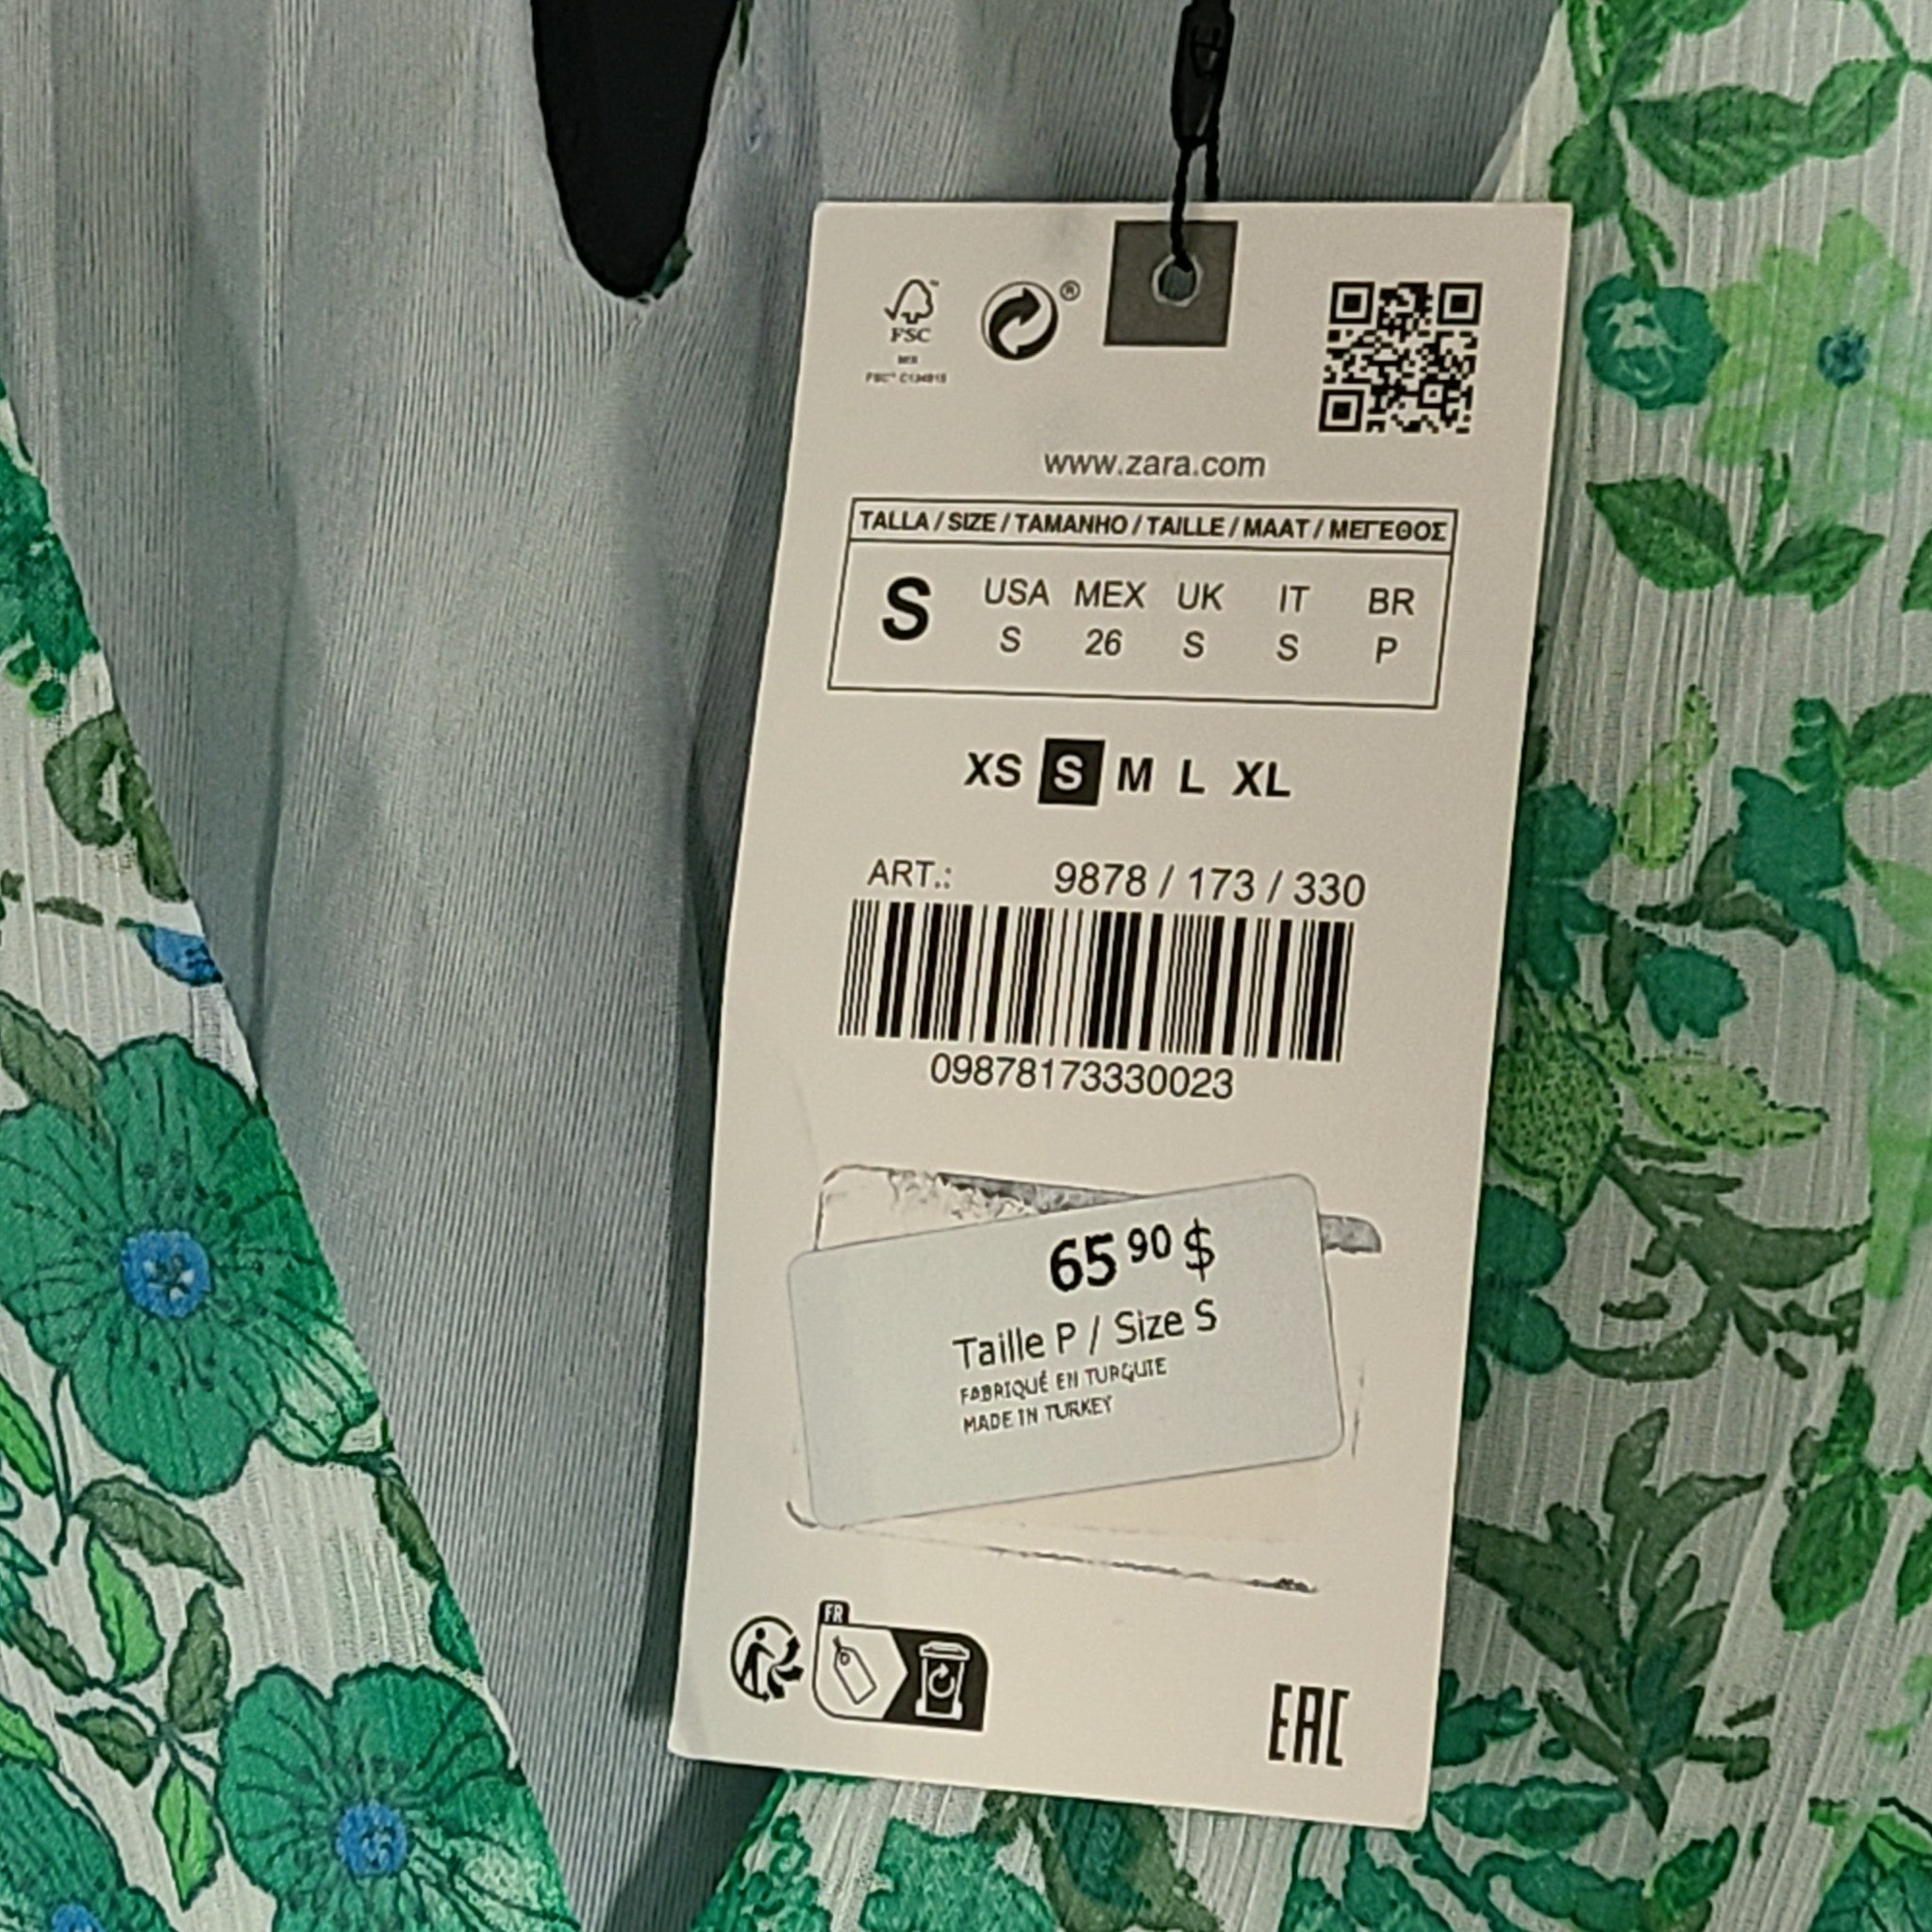 FSC
MIX
www.zara.com
TALLA / SIZE / TAMANHO / TAILLE / MAAT / ΜΕΓΕΘΟΣ
S USA MEX UK IT BR
S 26 S S P
XS S M L XL
ART.: 9878 / 173 / 330
09878173330023
65 90 $
Taille P / Size S
FABRIQUÉ EN TURQUIE
MADE IN TURKEY
FR
EAC